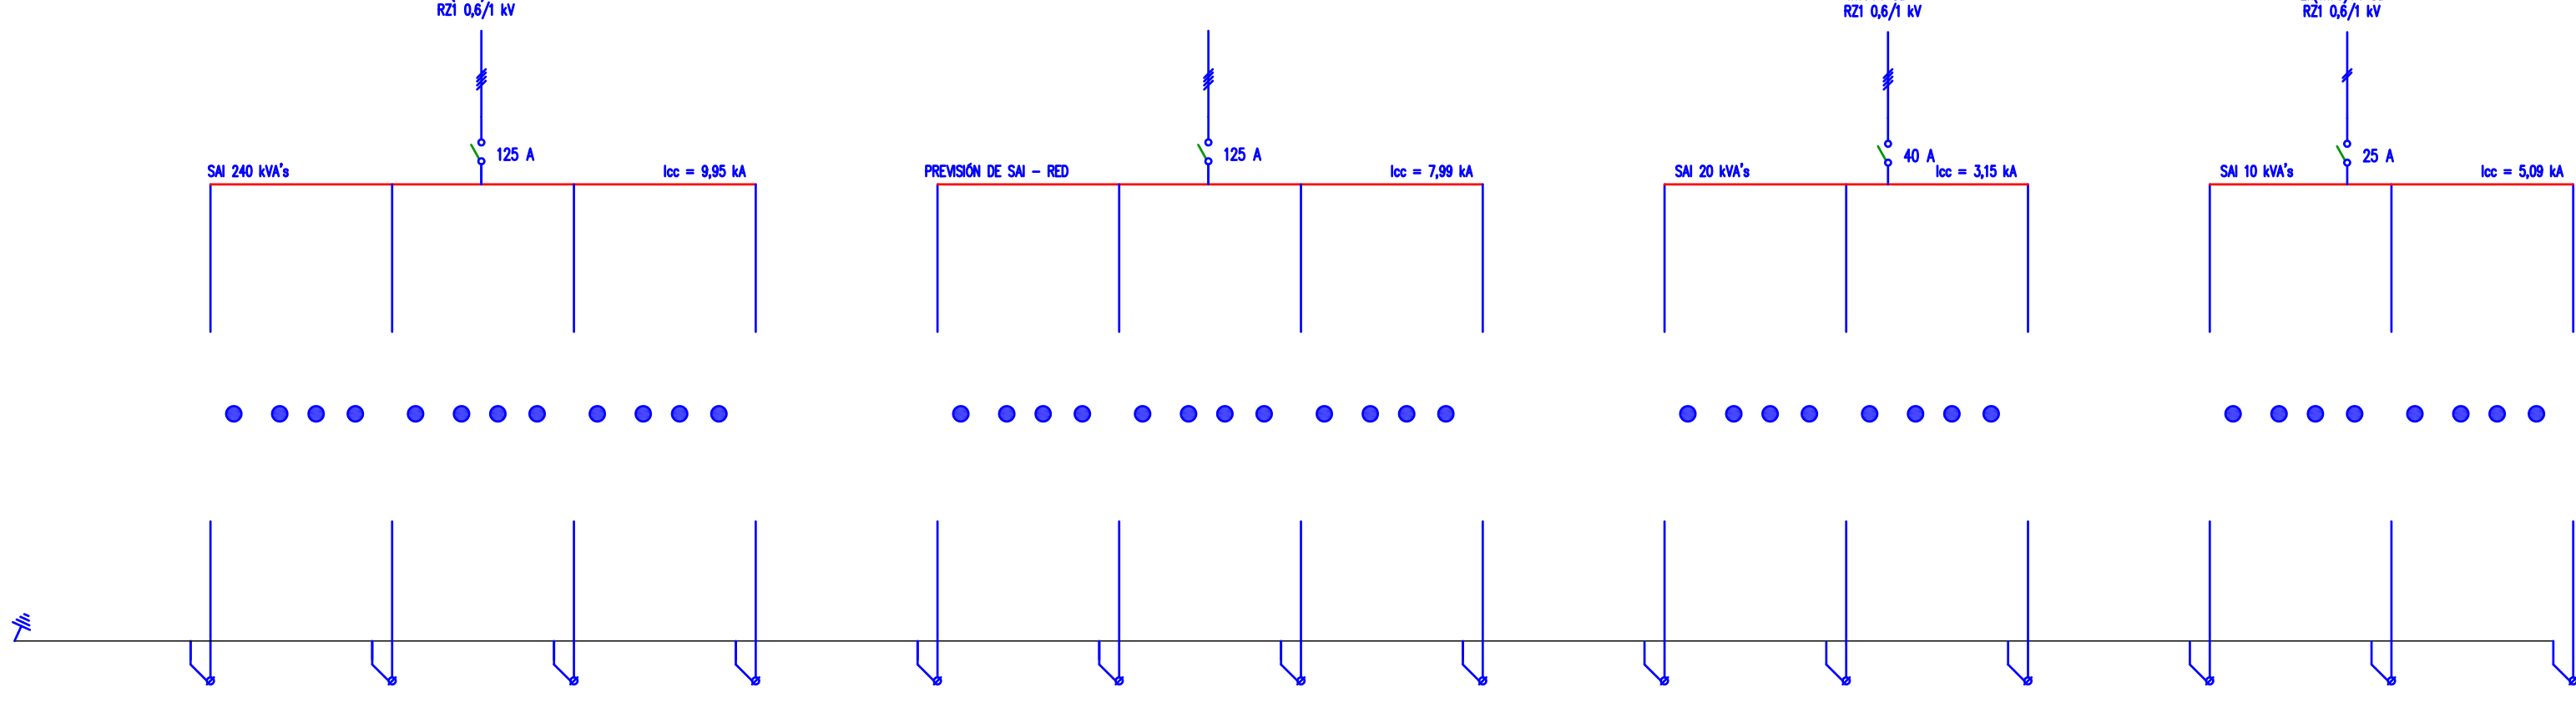 RZ1 0,6/1 kV
RZ1 0,6/1 kV
RZ1 0,6/1 kV
125 A
125 A
40 A
25 A
SAI 240 kVA's
Icc = 9,95 kA
PREVISIÓN DE SAI - RED
Icc = 7,99 kA
SAI 20 kVA's
Icc = 3,15 kA
SAI 10 kVA's
Icc = 5,09 kA